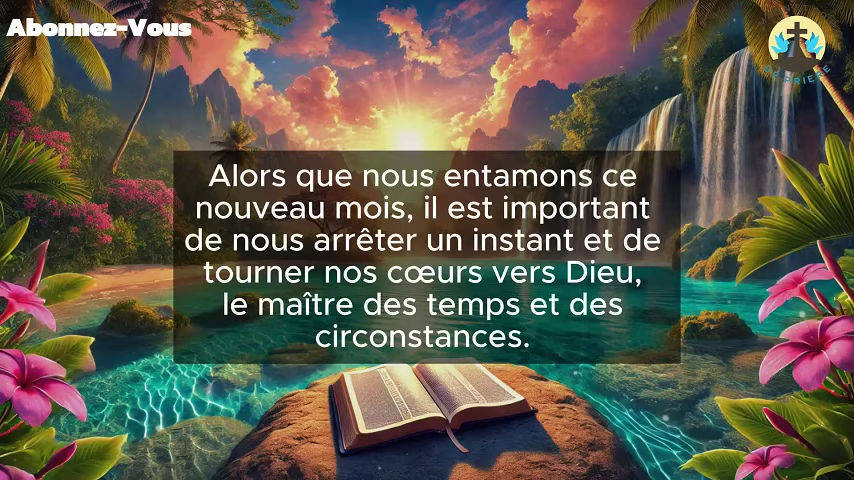 Abonnez-Vous
Alors que nous entamons ce
nouveau mois, il est important
de nous arrêter un instant et de
tourner nos cœurs vers Dieu,
le maître des temps et des
circonstances.